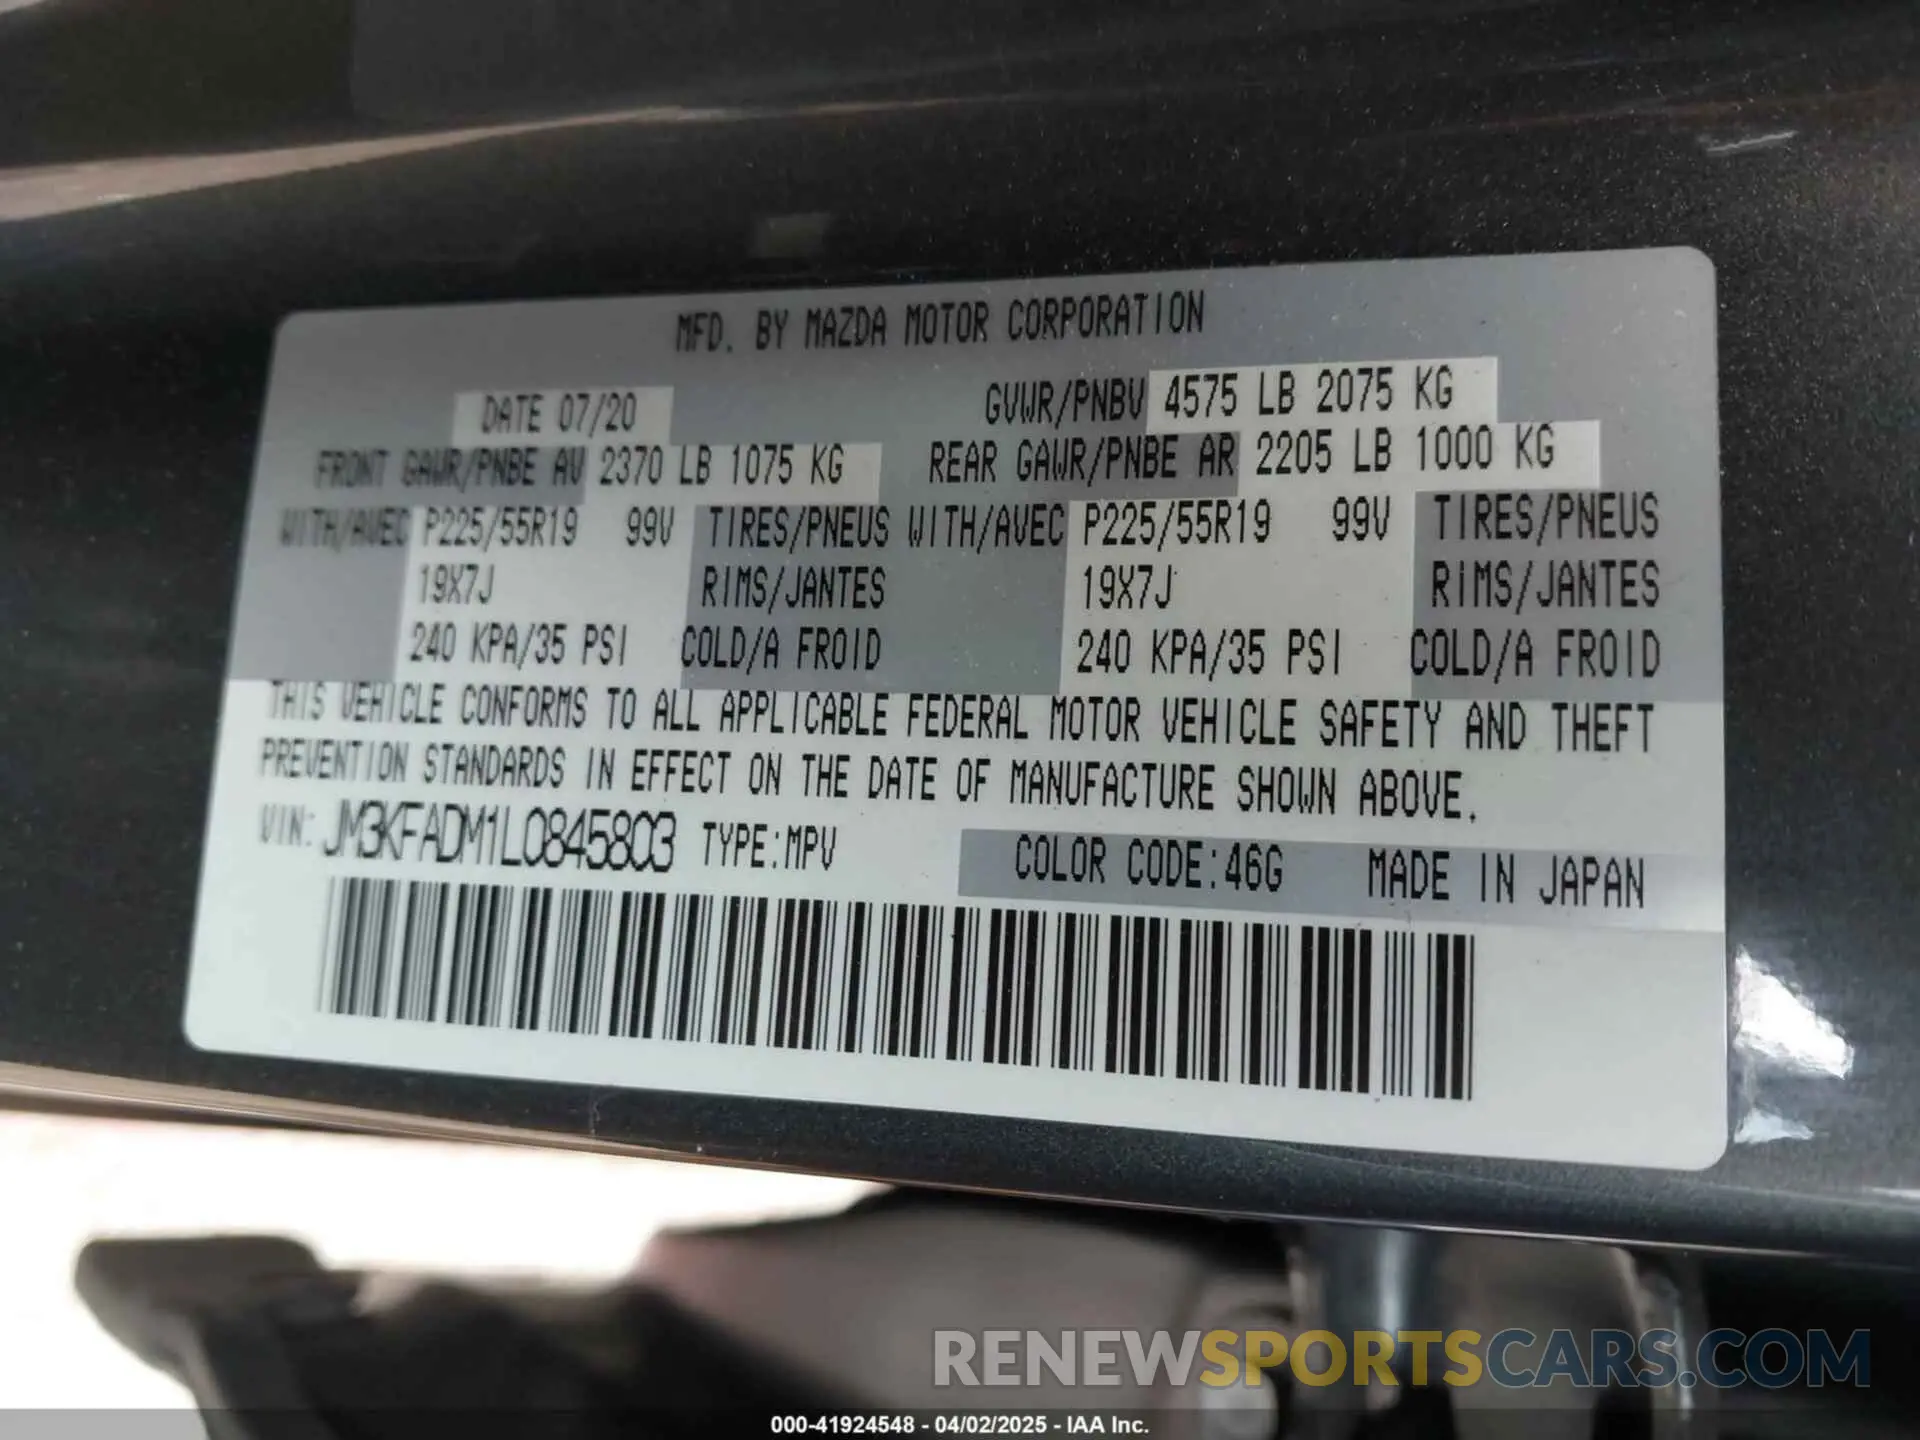 MFD. BY MAZDA MOTOR CORPORATION
DATE 07/20 GVWR/PNBV 4575 LB 2075 KG
FRONT GAWR/PNBE AV 2370 LB 1075 KG REAR GAWR/PNBE AR 2205 LB 1000 KG
WITH/AVEC P225/55R19 99V TIRES/PNEUS WITH/AVEC P225/55R19 99V TIRES/PNEUS
19X7J RIMS/JANTES 19X7J RIMS/JANTES
240 KPA/35 PSI COLD/A FROID 240 KPA/35 PSI COLD/A FROID
THIS VEHICLE CONFORMS TO ALL APPLICABLE FEDERAL MOTOR VEHICLE SAFETY AND THEFT
PREVENTION STANDARDS IN EFFECT ON THE DATE OF MANUFACTURE SHOWN ABOVE.
VIN: JM3KFADM1L0845803 TYPE:MPV COLOR CODE:46G MADE IN JAPAN
RENEWSPORTSCARS.COM
000-41924548 - 04/02/2025 - IAA Inc.